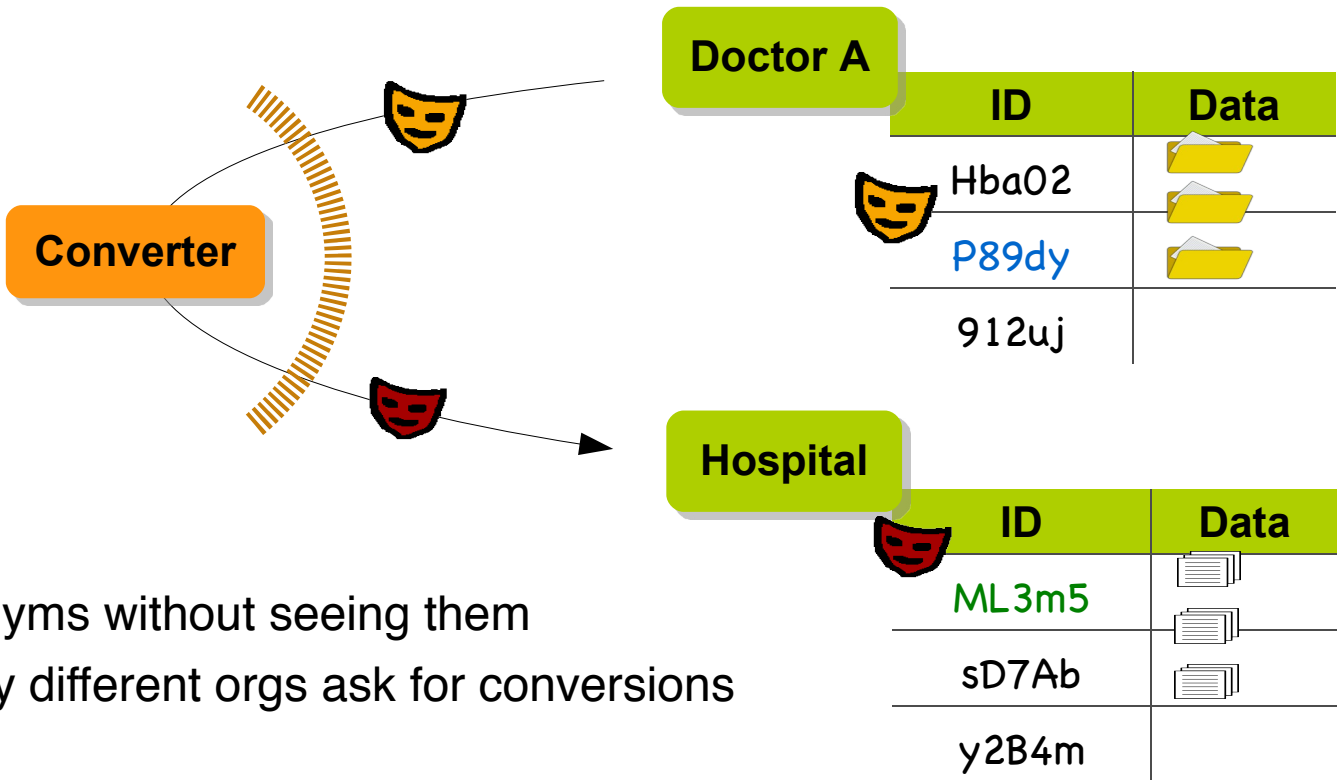 Doctor A
ID Data
Hba02
P89dy
912uj
Converter
Hospital
ID Data
ML3m5
sD7Ab
y2B4m
yms without seeing them
y different orgs ask for conversions